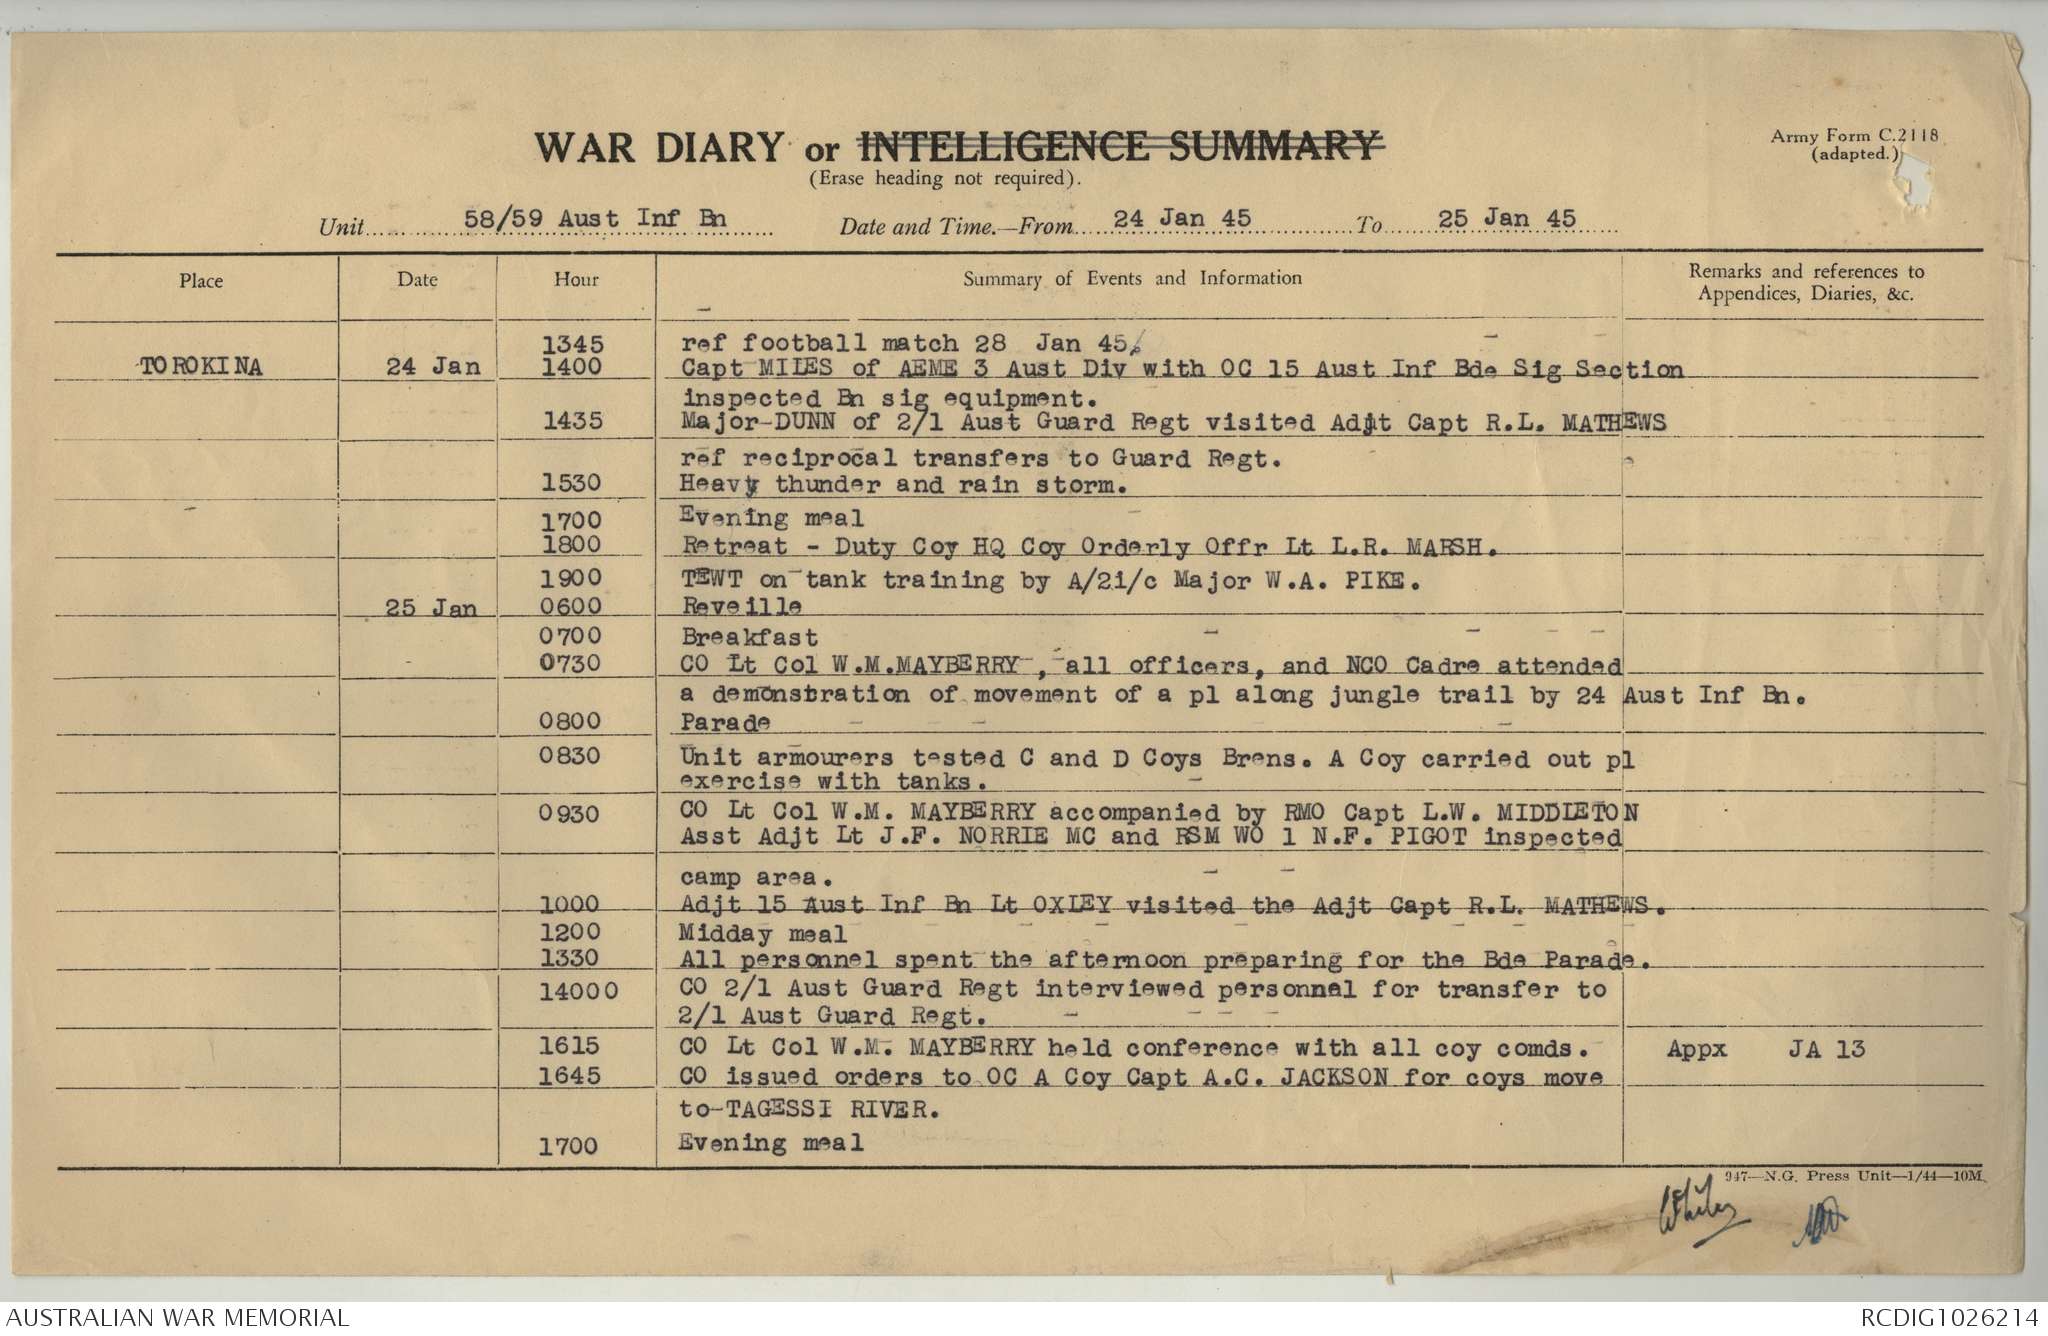 WAR DIARY or INTELLIGENCE SUMMARY
(Erase heading not required).
Army Form C.2118
(adapted.)
Unit 58/59 Aust Inf Bn Date and Time.—From 24 Jan 45 To 25 Jan 45
Place Date Hour Summary of Events and Information Remarks and references to
Appendices, Diaries, &c.
1345 ref football match 28 Jan 45.
TOROKINA 24 Jan 1400 Capt MILES of AEME 3 Aust Div with OC 15 Aust Inf Bde Sig Section
inspected Bn sig equipment.
1435 Major-DUNN of 2/1 Aust Guard Regt visited Adjt Capt R.L. MATHEWS
ref reciprocal transfers to Guard Regt.
1530 Heavy thunder and rain storm.
1700 Evening meal
1800 Retreat - Duty Coy HQ Coy Orderly Offr Lt L.R. MARSH.
1900 TEWT on tank training by A/2i/c Major W.A. PIKE.
25 Jan 0600 Reveille
0700 Breakfast
0730 CO Lt Col W.M.MAYBERRY , all officers, and NCO Cadre attended
a demonstration of movement of a pl along jungle trail by 24 Aust Inf Bn.
0800 Parade
0830 Unit armourers tested C and D Coys Brens. A Coy carried out pl
exercise with tanks.
0930 CO Lt Col W.M. MAYBERRY accompanied by RMO Capt L.W. MIDDLETON
Asst Adjt Lt J.F. NORRIE MC and RSM WO 1 N.F. PIGOT inspected
camp area.
1000 Adjt 15 Aust Inf Bn Lt OXLEY visited the Adjt Capt R.L. MATHEWS.
1200 Midday meal
1330 All personnel spent the afternoon preparing for the Bde Parade.
14000 CO 2/1 Aust Guard Regt interviewed personnal for transfer to
2/1 Aust Guard Regt.
1615 CO Lt Col W.M. MAYBERRY held conference with all coy comds. Appx JA 13
1645 CO issued orders to OC A Coy Capt A.C. JACKSON for coys move
to-TAGESSI RIVER.
1700 Evening meal
947—N.G. Press Unit—1/44—10M.
AUSTRALIAN WAR MEMORIAL RCDIG1026214